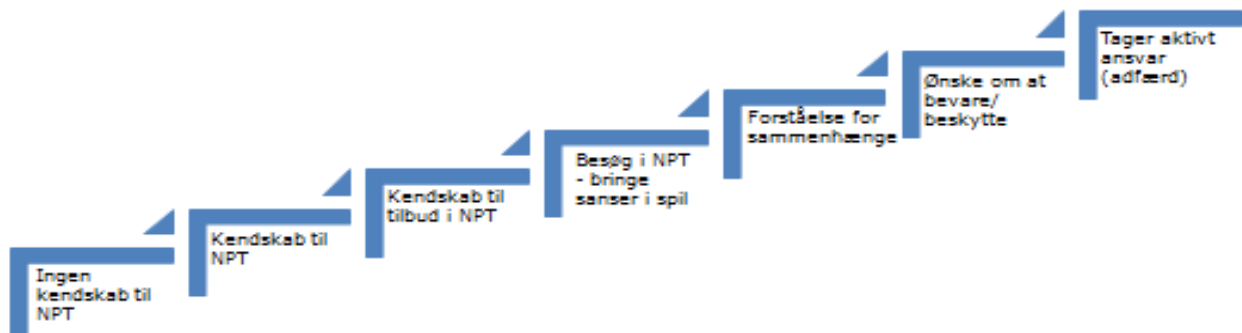 Ingen
kendskab til
NPT
Kendskab til
NPT
Kendskab til
tilbud i NPT
Besøg i NPT
- bringe
sanser i spil
Forståelse for
sammenhænge
Ønske om at
bevare/
beskytte
Tager aktivt
ansvar
(adfærd)